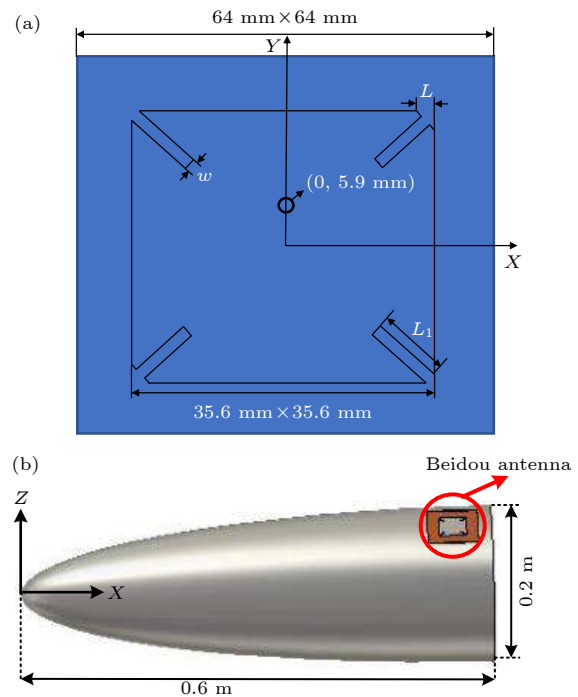 (a)
64 mm×64 mm
Y
L
w
(0, 5.9 mm)
X
L₁
35.6 mm×35.6 mm
(b)
Beidou antenna
Z
X
0.2 m
0.6 m